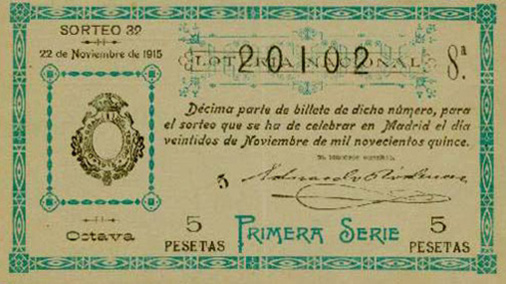 SORTEO 32
22 de Noviembre de 1915
LOTERIA NACIONAL
20102
8ª
Décima parte de billete de dicho número, para
el sorteo que se ha de celebrar en Madrid el día
veintidos de Noviembre de mil novecientos quince.
5
Octava
5
PESETAS
PRIMERA SERIE
5
PESETAS